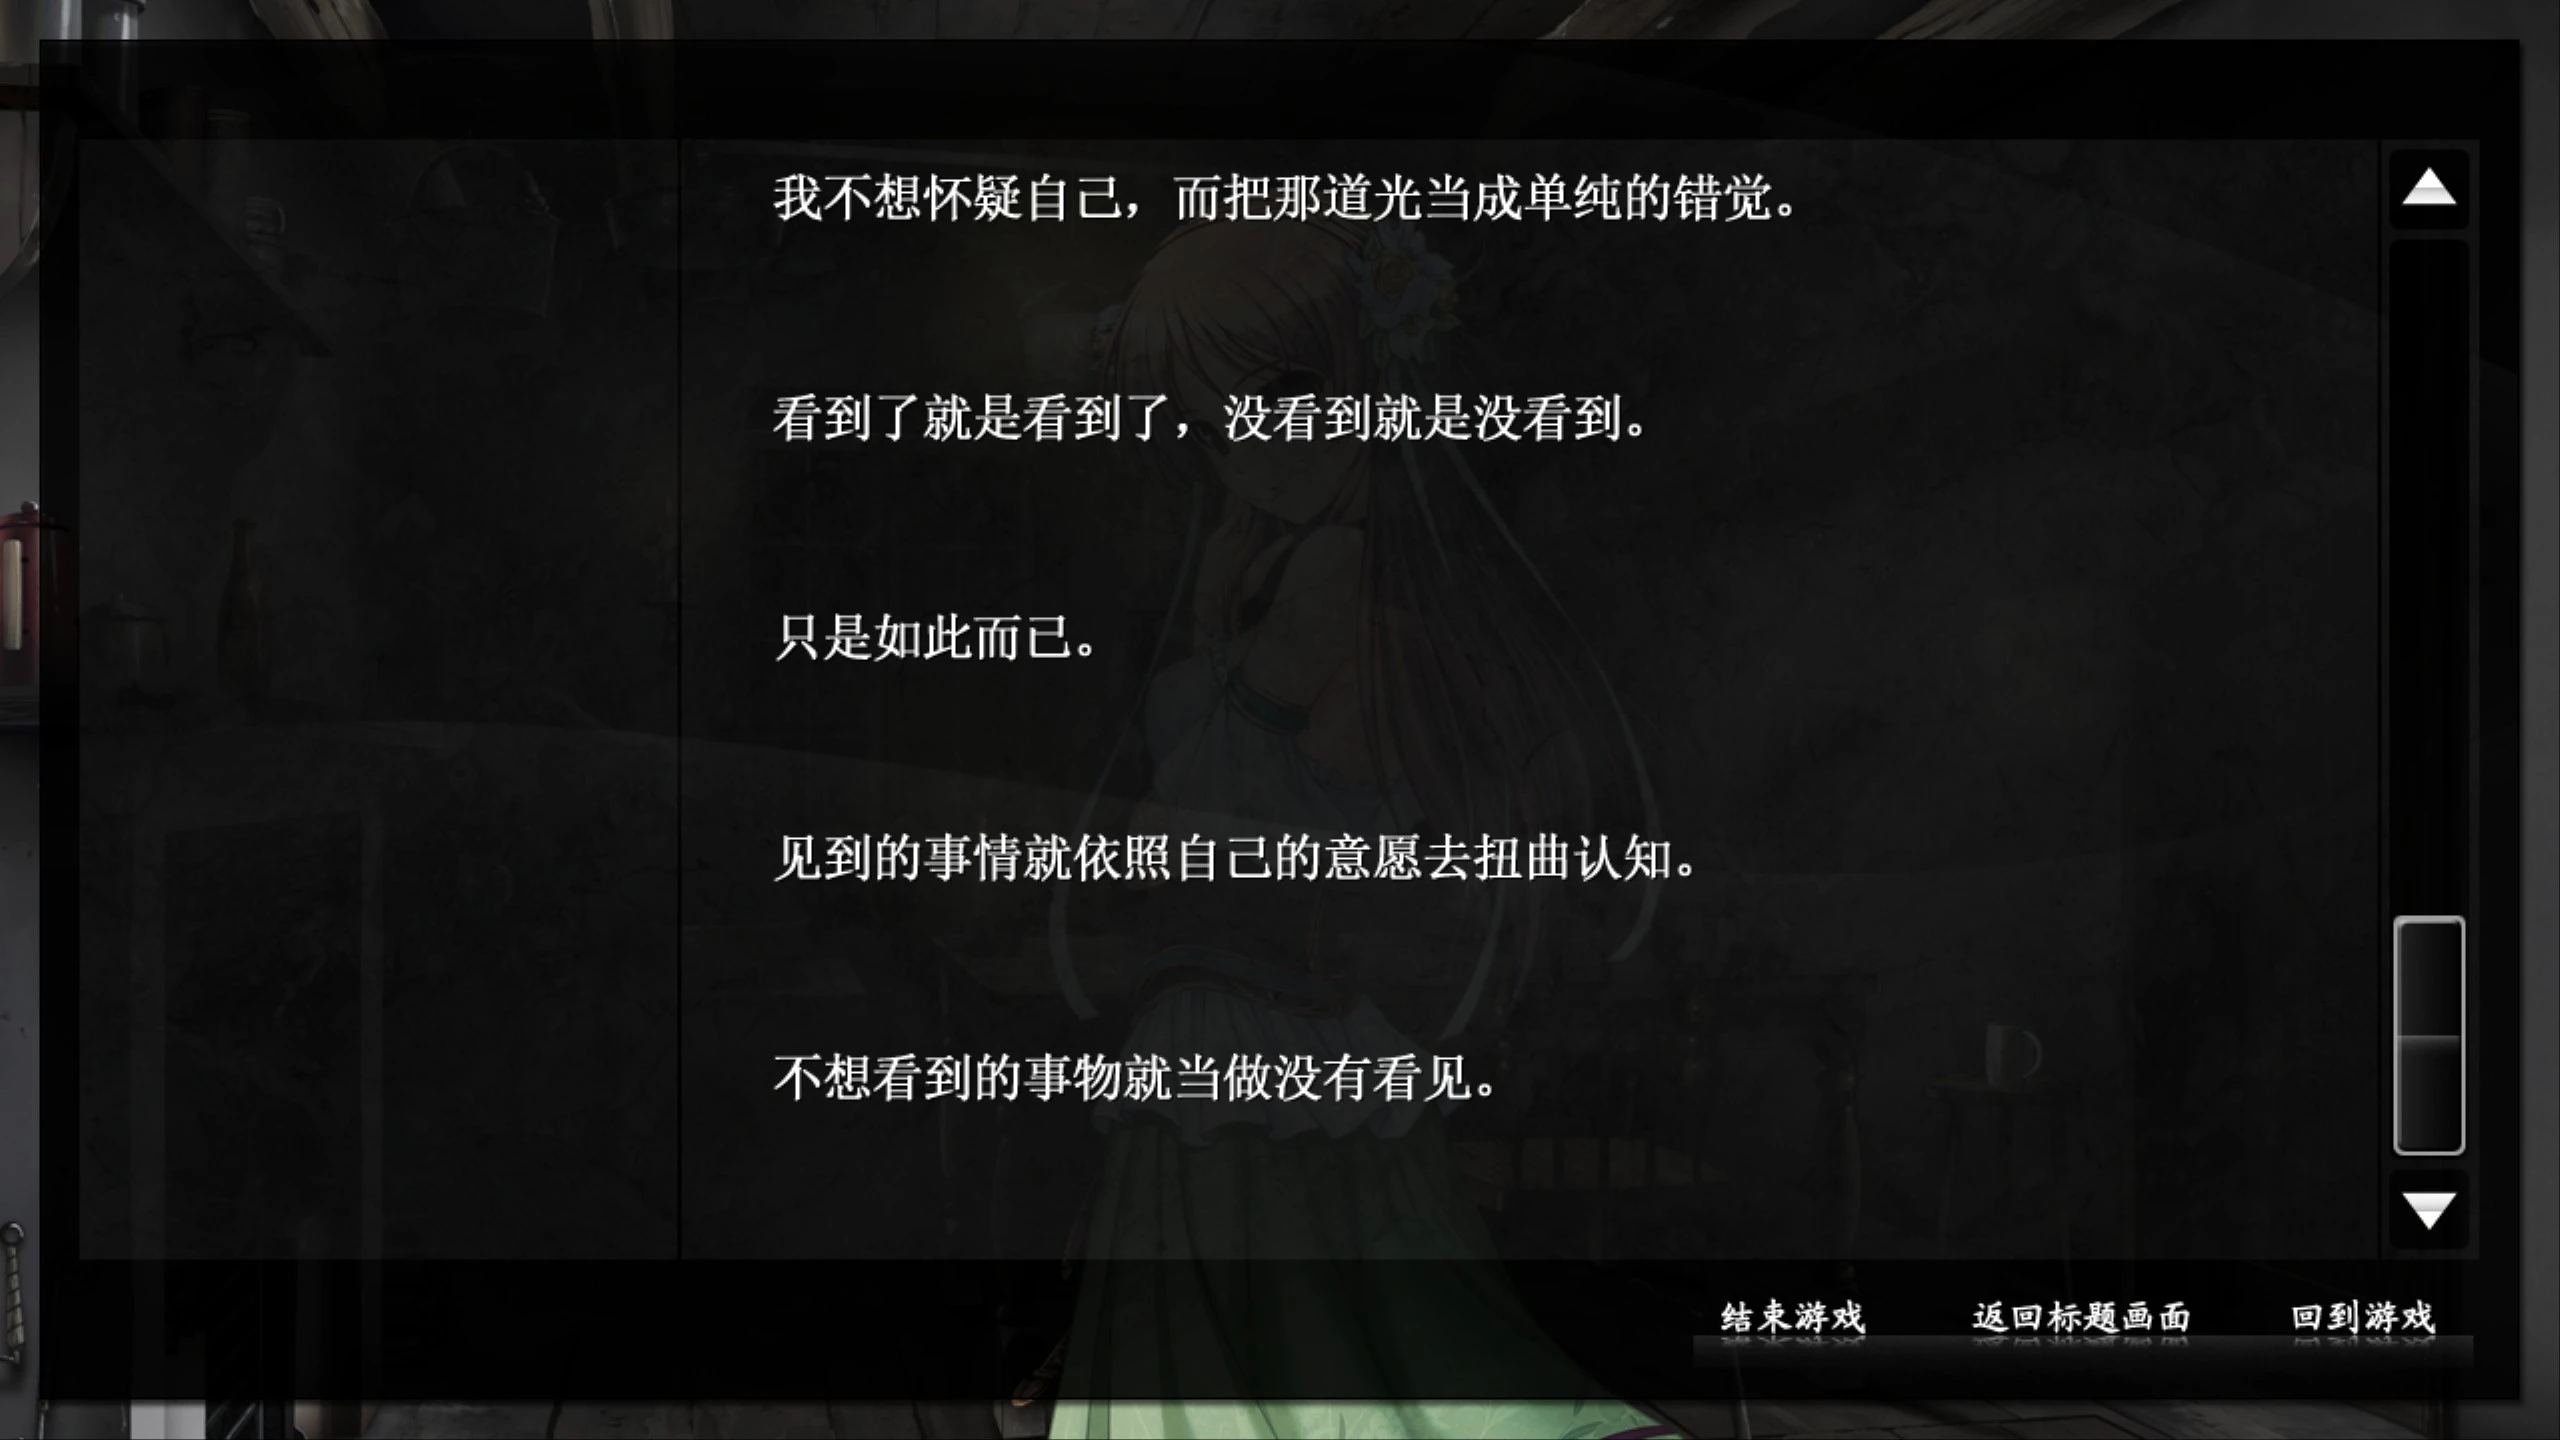 我不想怀疑自己，而把那道光当成单纯的错觉。
看到了就是看到了，没看到就是没看到。
只是如此而已。
见到的事情就依照自己的意愿去扭曲认知。
不想看到的事物就当做没有看见。
结束游戏 返回标题画面 回到游戏